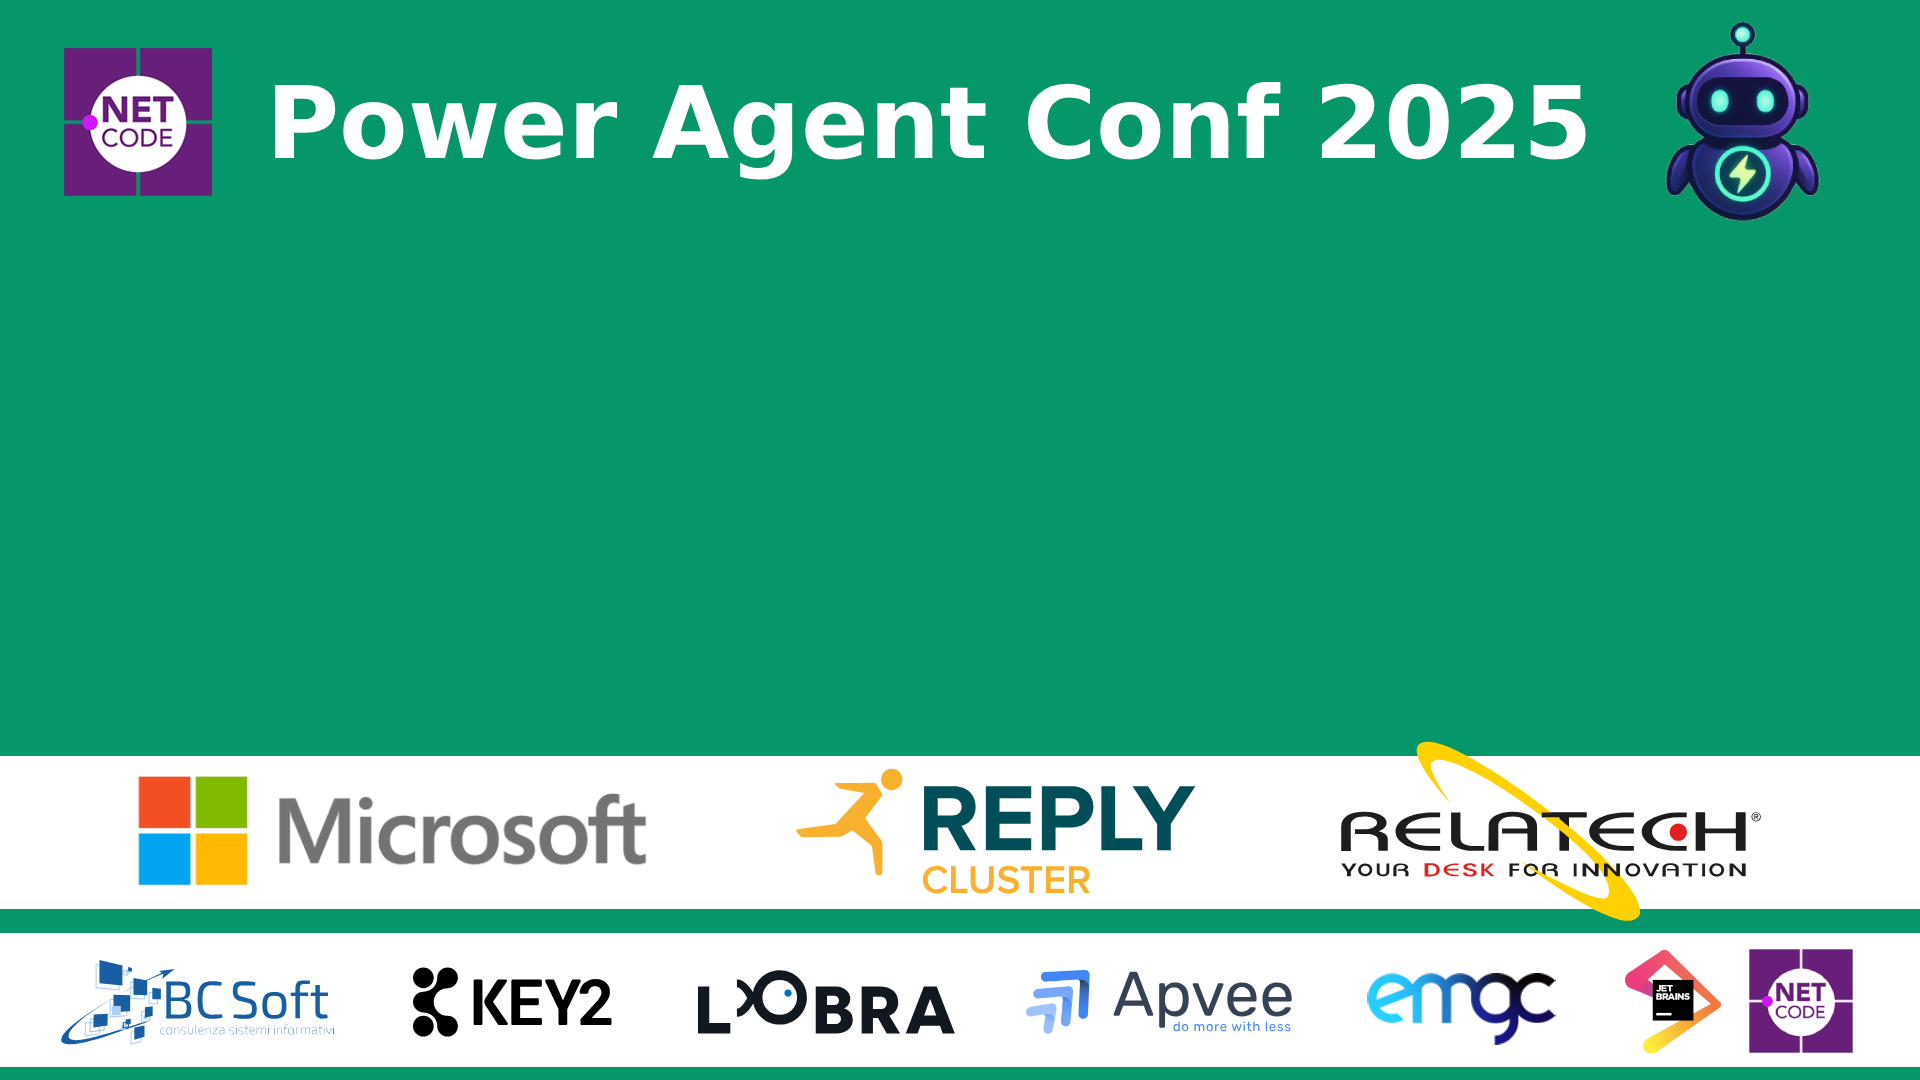 NET
CODE
Power Agent Conf 2025
Microsoft
REPLY
CLUSTER
RELATECH®
YOUR DESK FOR INNOVATION
BC Soft
consulenza sistemi informativi
KEY2
LOBRA
Apvee
do more with less
emgc
JET
BRAINS
NET
CODE